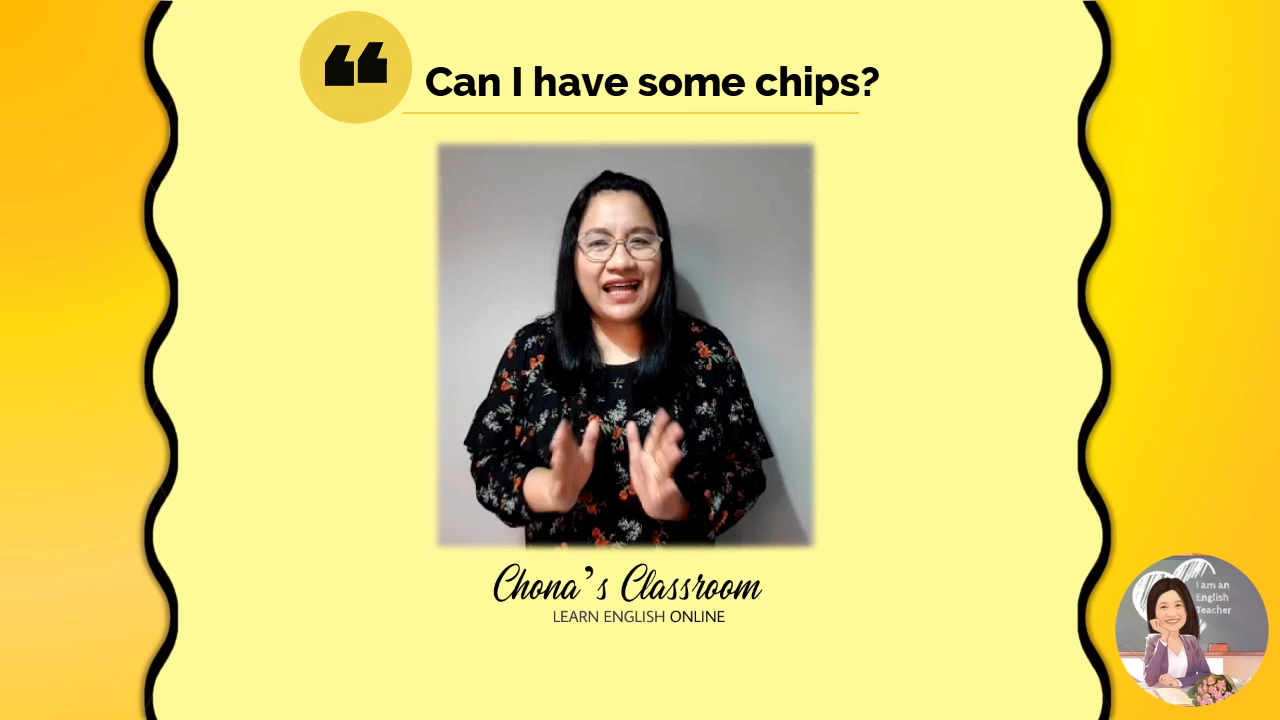 ❝ Can I have some chips?
Chona's Classroom
LEARN ENGLISH ONLINE
I am an
English
Teacher